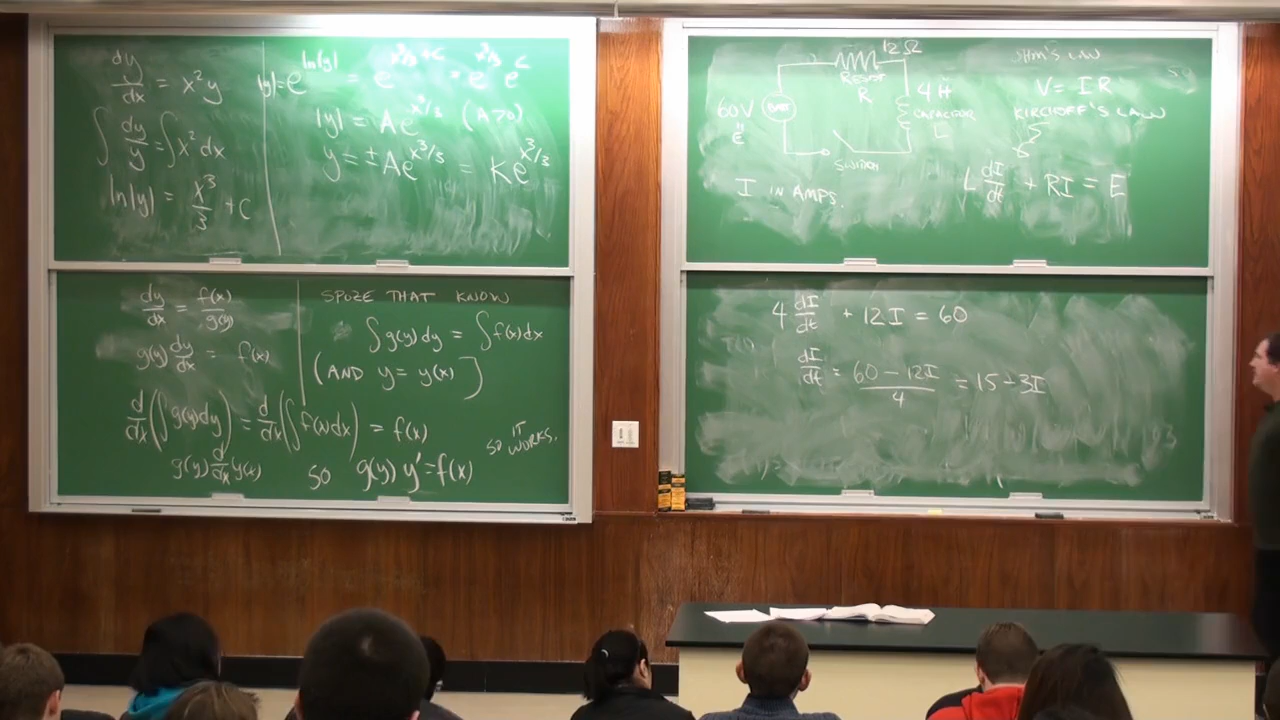 dy/dx = x²y
∫ dy/y = ∫ x² dx
ln|y| = x³/3 + C
|y| = e^{ln|y|} = e^{x³/3 + C} = e^{x³/3} e^C
|y| = A e^{x³/3} (A>0)
y = ± A e^{x³/3} = K e^{x³/3}
dy/dx = f(x)/g(y)
g(y) dy/dx = f(x)
SPOZE THAT KNOW
∫ g(y) dy = ∫ f(x) dx
(AND y = y(x))
d/dx (∫ g(y) dy) = d/dx (∫ f(x) dx) = f(x)
g(y) d/dx y(x) SO g(y) y' = f(x)
SO IT WORKS.
12Ω
RESIST
R
60V
BATT
E
4H
CAPACITOR
L
SWITCH
I IN AMPS.
OHM'S LAW
V = IR
KIRCHOFF'S LAW
L dI/dt + RI = E
4 dI/dt + 12I = 60
dI/dt = (60 - 12I)/4 = 15 - 3I